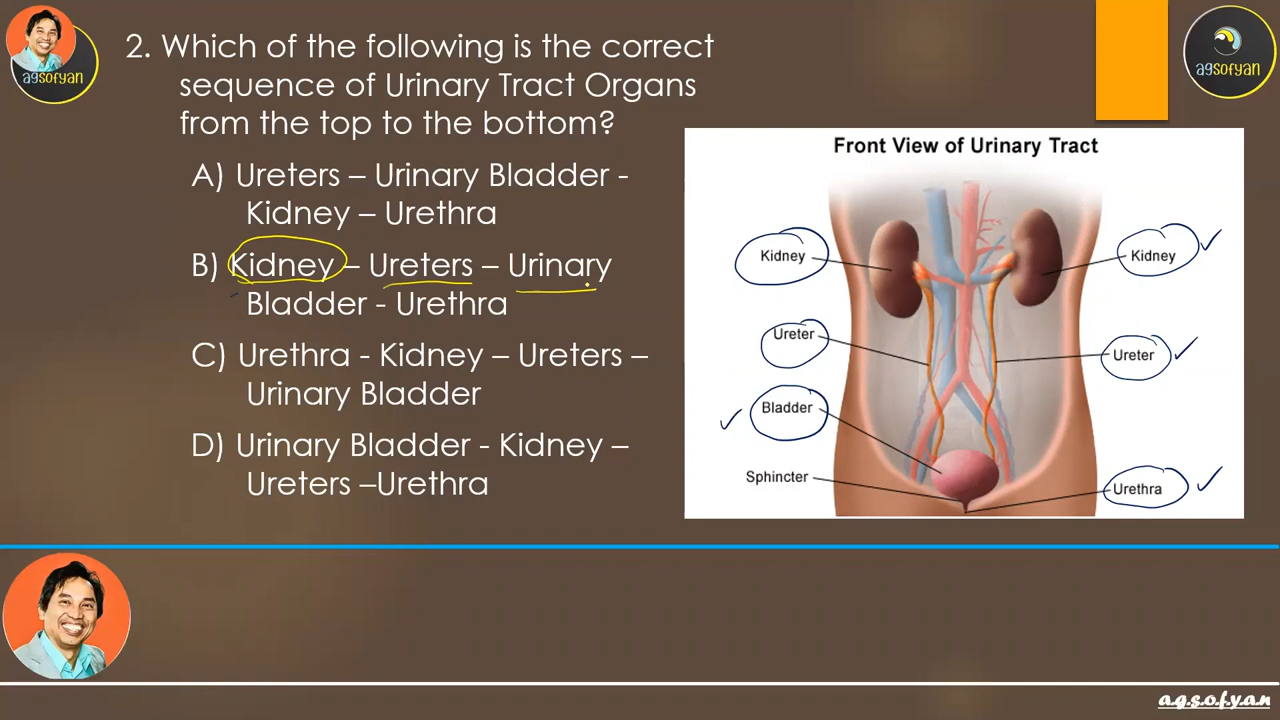 agsofyan
agsofyan
2. Which of the following is the correct
sequence of Urinary Tract Organs
from the top to the bottom?
A) Ureters – Urinary Bladder -
Kidney – Urethra
B) Kidney – Ureters – Urinary
Bladder - Urethra
C) Urethra - Kidney – Ureters –
Urinary Bladder
D) Urinary Bladder - Kidney –
Ureters –Urethra
Front View of Urinary Tract
Kidney
Kidney
Ureter
Ureter
Bladder
Sphincter
Urethra
a.g.s.o.f.y.a.n